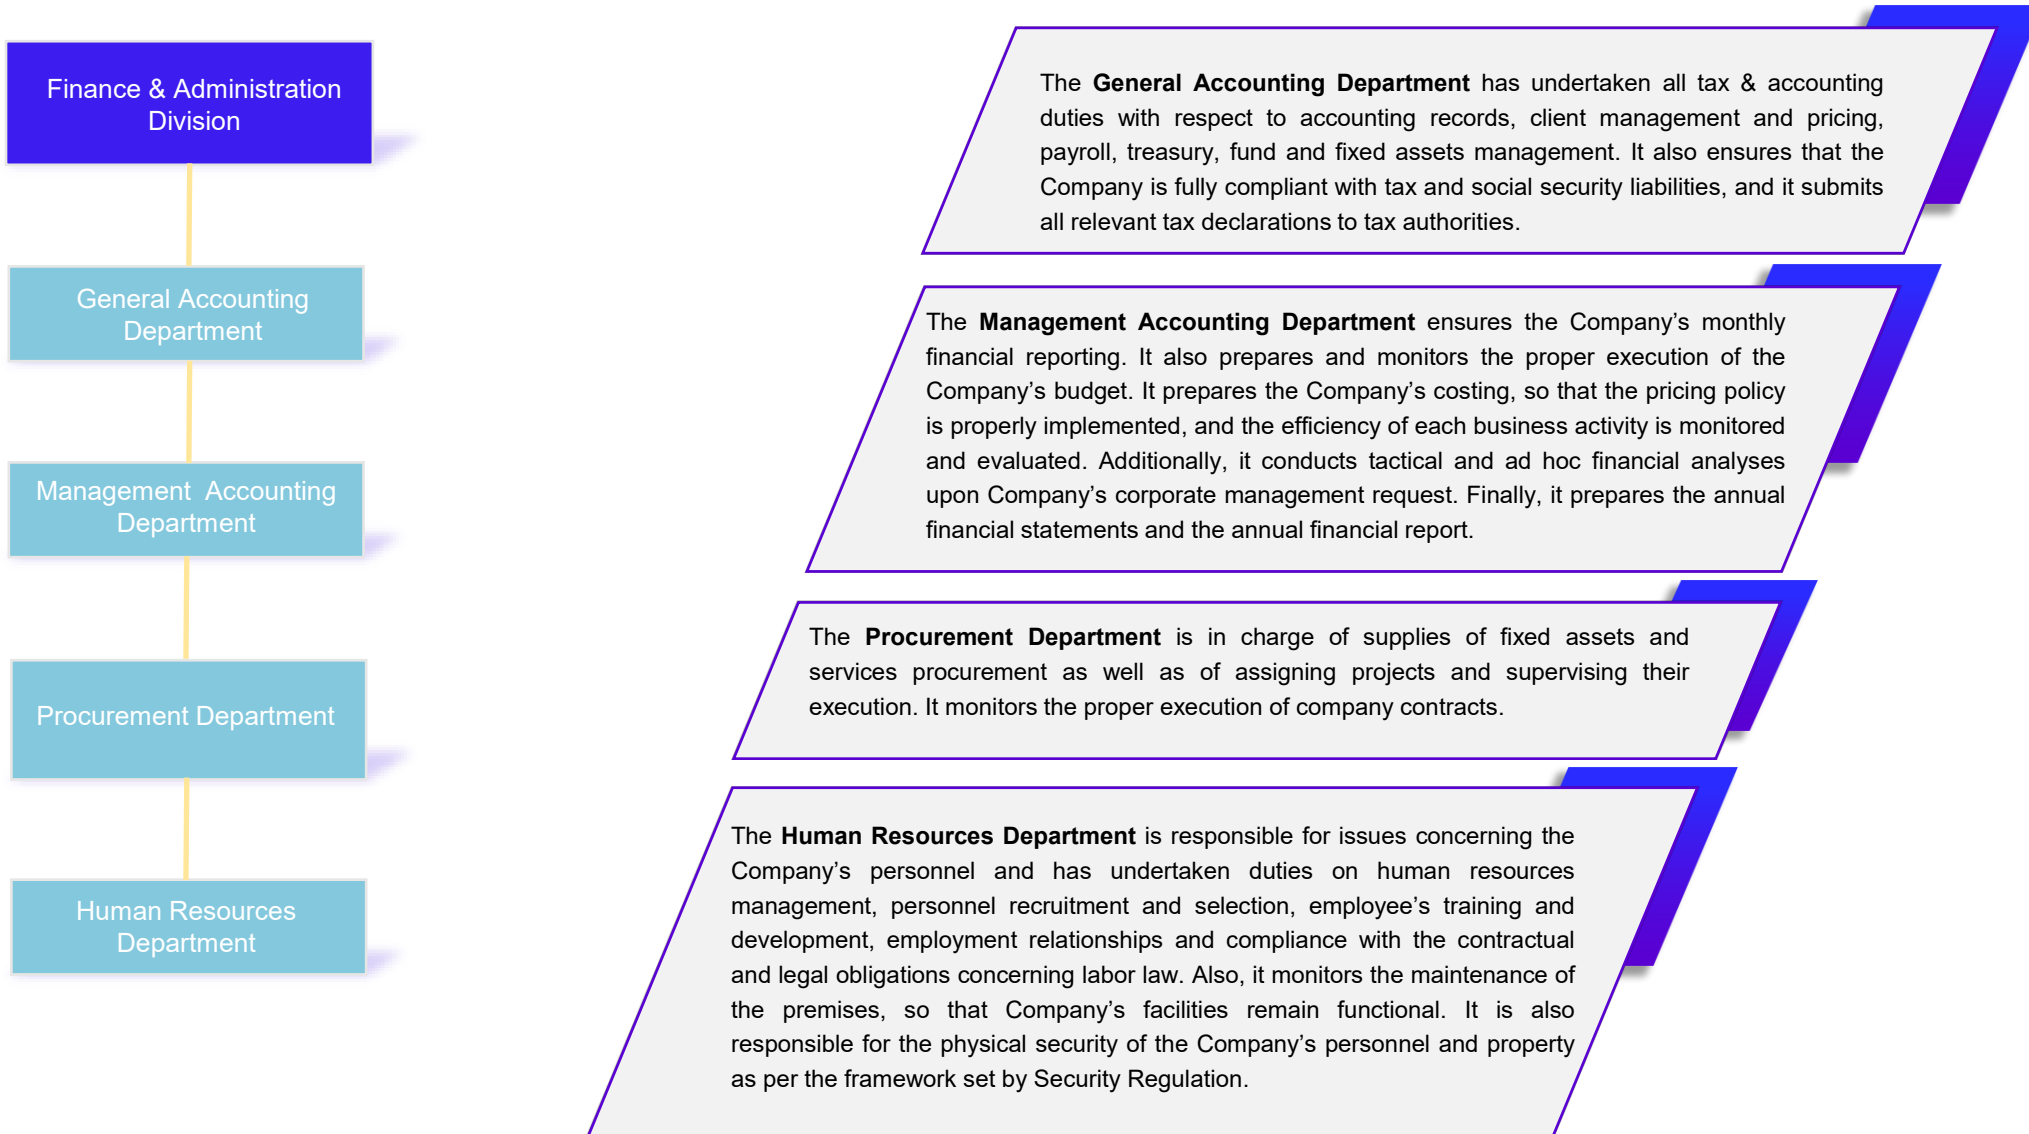 Finance & Administration
Division
General Accounting
Department
Management  Accounting
Department
Procurement Department
Human Resources
Department
The General Accounting Department has undertaken all tax & accounting
duties with respect to accounting records, client management and pricing,
payroll, treasury, fund and fixed assets management. It also ensures that the
Company is fully compliant with tax and social security liabilities, and it submits
all relevant tax declarations to tax authorities.
The Management Accounting Department ensures the Company’s monthly
financial reporting. It also prepares and monitors the proper execution of the
Company’s budget. It prepares the Company’s costing, so that the pricing policy
is properly implemented, and the efficiency of each business activity is monitored
and evaluated. Additionally, it conducts tactical and ad hoc financial analyses
upon Company’s corporate management request. Finally, it prepares the annual
financial statements and the annual financial report.
The Procurement Department is in charge of supplies of fixed assets and
services procurement as well as of assigning projects and supervising their
execution. It monitors the proper execution of company contracts.
The Human Resources Department is responsible for issues concerning the
Company’s personnel and has undertaken duties on human resources
management, personnel recruitment and selection, employee’s training and
development, employment relationships and compliance with the contractual
and legal obligations concerning labor law. Also, it monitors the maintenance of
the premises, so that Company’s facilities remain functional. It is also
responsible for the physical security of the Company’s personnel and property
as per the framework set by Security Regulation.